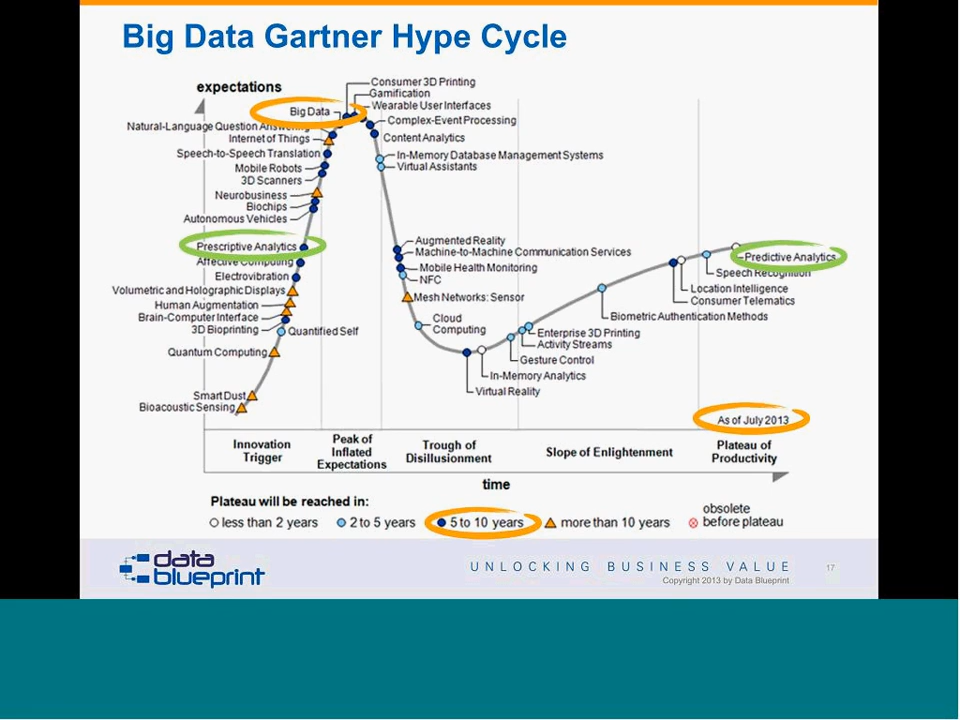 Big Data Gartner Hype Cycle
expectations
Consumer 3D Printing
Gamification
Wearable User Interfaces
Big Data
Complex-Event Processing
Natural-Language Question Answering
Content Analytics
Internet of Things
In-Memory Database Management Systems
Speech-to-Speech Translation
Virtual Assistants
Mobile Robots
3D Scanners
Neurobusiness
Biochips
Autonomous Vehicles
Augmented Reality
Prescriptive Analytics
Machine-to-Machine Communication Services
Predictive Analytics
Affective Computing
Mobile Health Monitoring
Speech Recognition
Electrovibration
NFC
Volumetric and Holographic Displays
Location Intelligence
Mesh Networks: Sensor
Consumer Telematics
Human Augmentation
Brain-Computer Interface
Biometric Authentication Methods
Cloud
Computing
3D Bioprinting
Quantified Self
Enterprise 3D Printing
Activity Streams
Quantum Computing
Gesture Control
In-Memory Analytics
Virtual Reality
Smart Dust
Bioacoustic Sensing
As of July 2013
Innovation
Trigger
Peak of
Inflated
Expectations
Trough of
Disillusionment
Slope of Enlightenment
Plateau of
Productivity
time
Plateau will be reached in:
less than 2 years
2 to 5 years
5 to 10 years
more than 10 years
obsolete
before plateau
data
blueprint
UNLOCKING BUSINESS VALUE
17
Copyright 2013 by Data Blueprint